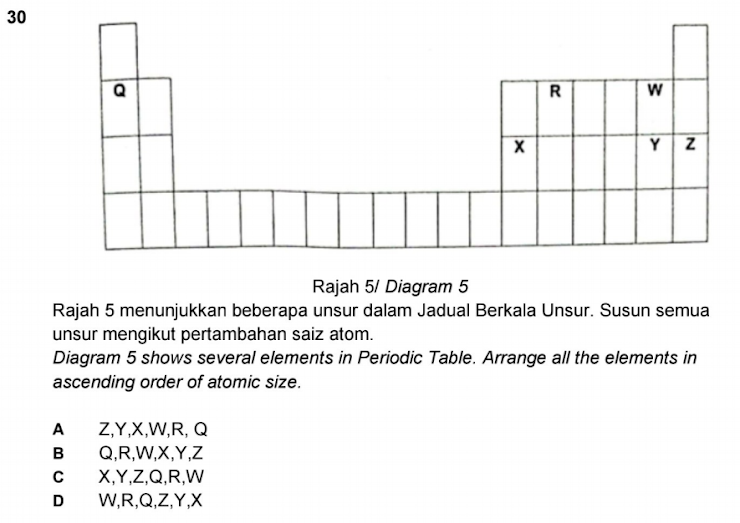 30
Q R W
X Y Z
Rajah 5/ Diagram 5
Rajah 5 menunjukkan beberapa unsur dalam Jadual Berkala Unsur. Susun semua
unsur mengikut pertambahan saiz atom.
Diagram 5 shows several elements in Periodic Table. Arrange all the elements in
ascending order of atomic size.
A Z,Y,X,W,R, Q
B Q,R,W,X,Y,Z
C X,Y,Z,Q,R,W
D W,R,Q,Z,Y,X